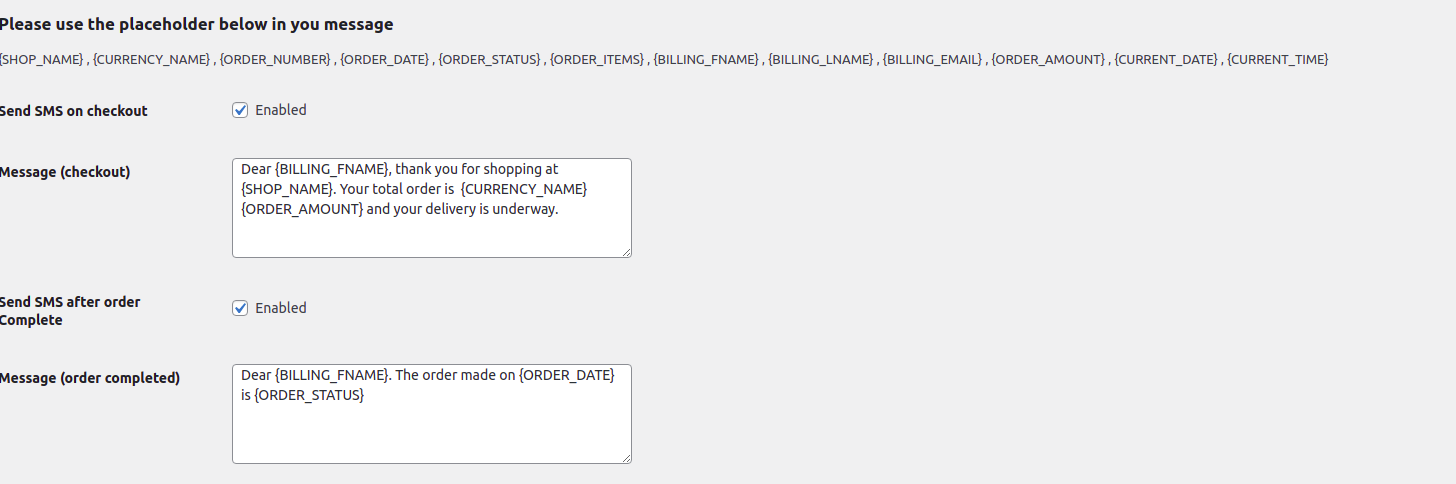 Please use the placeholder below in you message
{SHOP_NAME} , {CURRENCY_NAME} , {ORDER_NUMBER} , {ORDER_DATE} , {ORDER_STATUS} , {ORDER_ITEMS} , {BILLING_FNAME} , {BILLING_LNAME} , {BILLING_EMAIL} , {ORDER_AMOUNT} , {CURRENT_DATE} , {CURRENT_TIME}
Send SMS on checkout
Enabled
Message (checkout)
Dear {BILLING_FNAME}, thank you for shopping at
{SHOP_NAME}. Your total order is  {CURRENCY_NAME}
{ORDER_AMOUNT} and your delivery is underway.
Send SMS after order
Complete
Enabled
Message (order completed)
Dear {BILLING_FNAME}. The order made on {ORDER_DATE}
is {ORDER_STATUS}